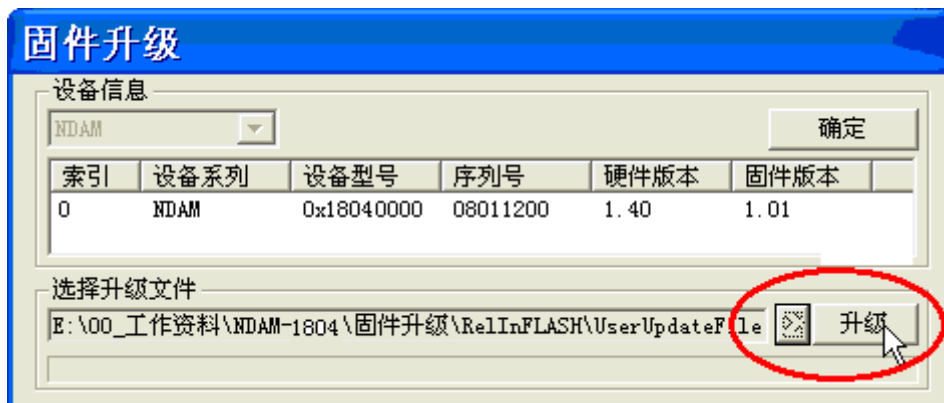 固件升级
设备信息
NDAM
确定
索引 设备系列 设备型号 序列号 硬件版本 固件版本
0 NDAM 0x18040000 08011200 1.40 1.01
选择升级文件
E:\00_工作资料\NDAM-1804\固件升级\RelInFLASH\UserUpdateFile
升级